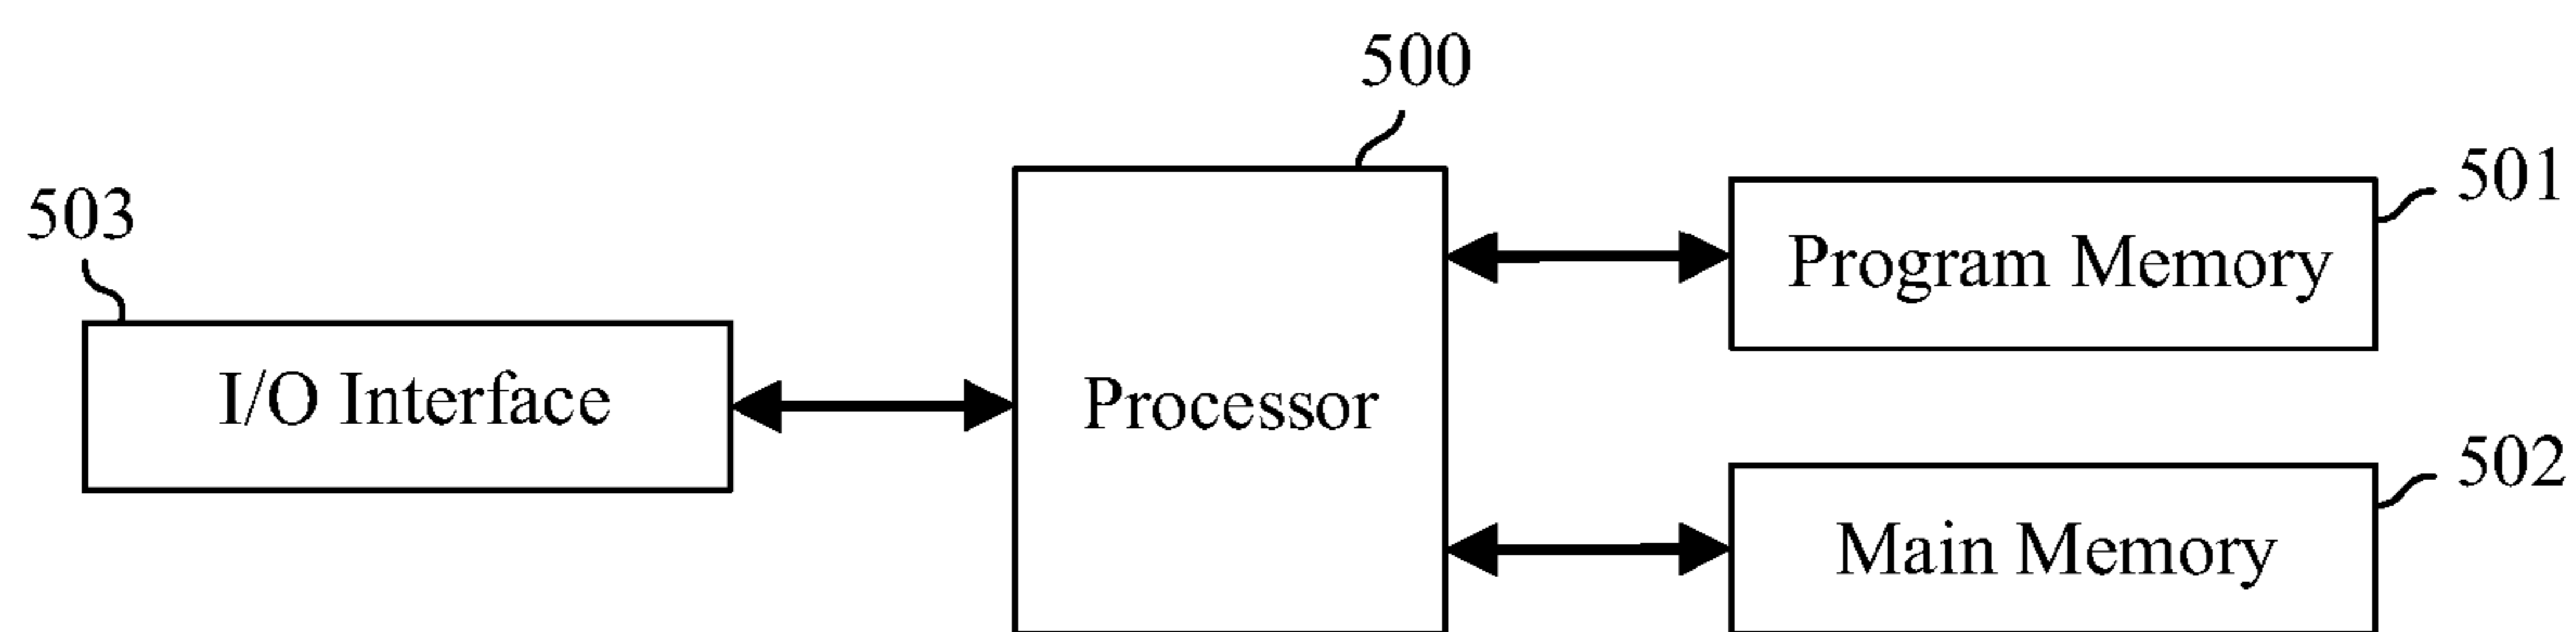 500
501
503
Program Memory
I/O Interface
Processor
502
Main Memory